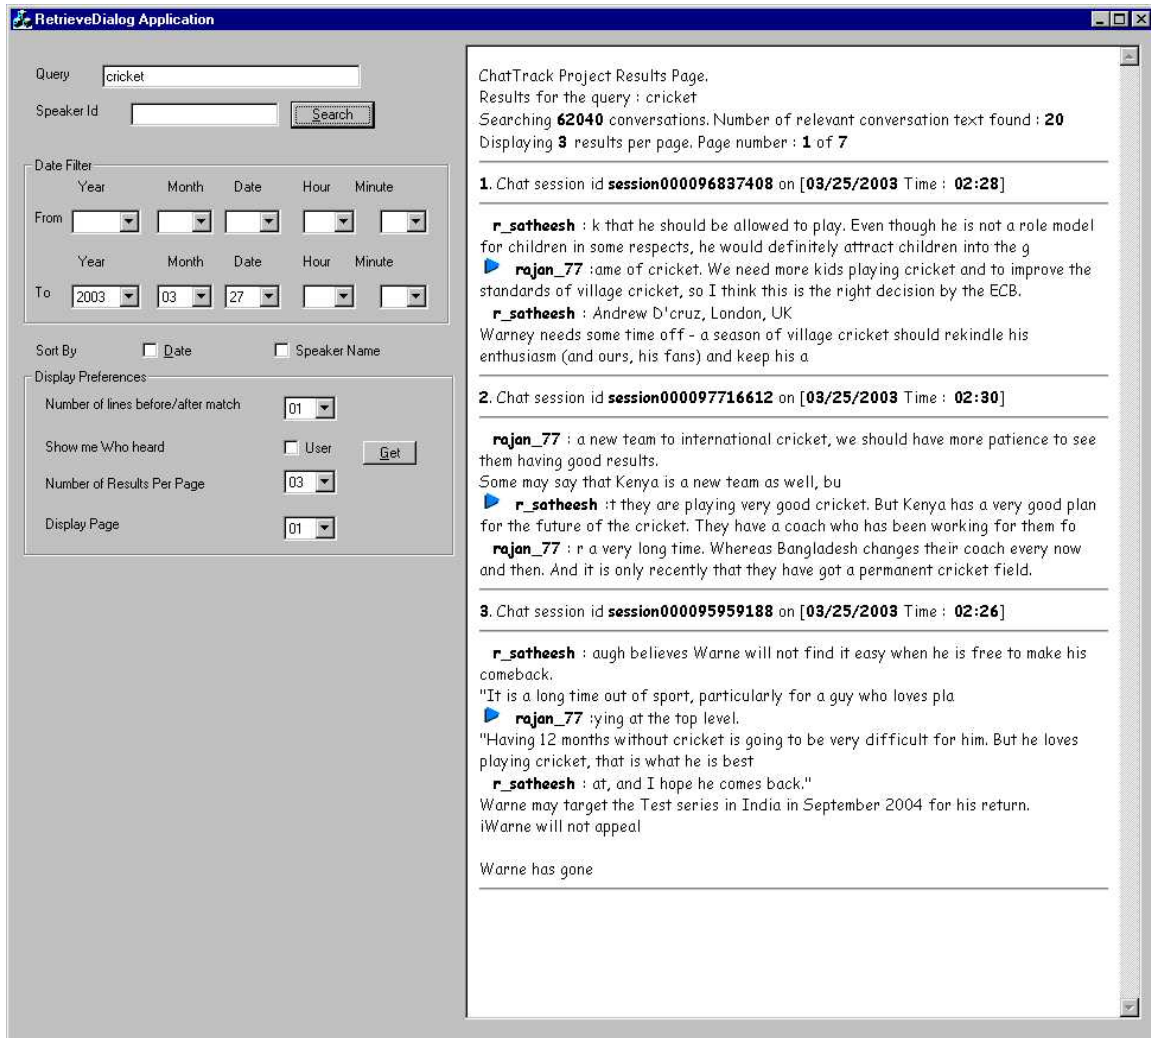 RetrieveDialog Application
Query cricket
Speaker Id Search
Date Filter
Year Month Date Hour Minute
From
Year Month Date Hour Minute
To 2003 03 27
Sort By Date Speaker Name
Display Preferences
Number of lines before/after match 01
Show me Who heard User Get
Number of Results Per Page 03
Display Page 01
ChatTrack Project Results Page.
Results for the query : cricket
Searching 62040 conversations. Number of relevant conversation text found : 20
Displaying 3 results per page. Page number : 1 of 7
1. Chat session id session000096837408 on [03/25/2003 Time : 02:28]
r_satheesh : k that he should be allowed to play. Even though he is not a role model
for children in some respects, he would definitely attract children into the g
rajan_77 :ame of cricket. We need more kids playing cricket and to improve the
standards of village cricket, so I think this is the right decision by the ECB.
r_satheesh : Andrew D'cruz, London, UK
Warney needs some time off - a season of village cricket should rekindle his
enthusiasm (and ours, his fans) and keep his a
2. Chat session id session000097716612 on [03/25/2003 Time : 02:30]
rajan_77 : a new team to international cricket, we should have more patience to see
them having good results.
Some may say that Kenya is a new team as well, bu
r_satheesh :t they are playing very good cricket. But Kenya has a very good plan
for the future of the cricket. They have a coach who has been working for them fo
rajan_77 : r a very long time. Whereas Bangladesh changes their coach every now
and then. And it is only recently that they have got a permanent cricket field.
3. Chat session id session000095959188 on [03/25/2003 Time : 02:26]
r_satheesh : augh believes Warne will not find it easy when he is free to make his
comeback.
"It is a long time out of sport, particularly for a guy who loves pla
rajan_77 :ying at the top level.
"Having 12 months without cricket is going to be very difficult for him. But he loves
playing cricket, that is what he is best
r_satheesh : at, and I hope he comes back."
Warne may target the Test series in India in September 2004 for his return.
iWarne will not appeal
Warne has gone